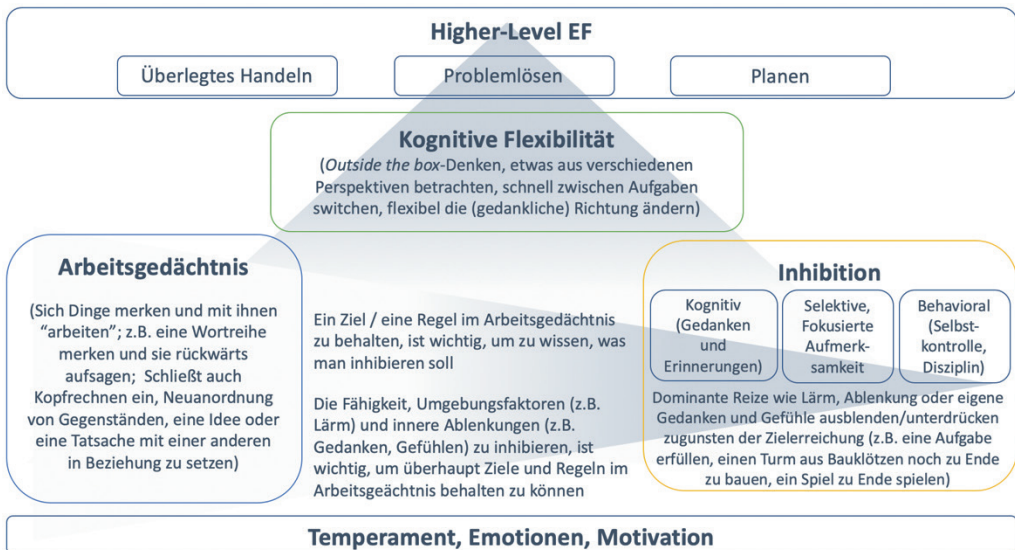 Higher-Level EF
Überlegtes Handeln
Problemlösen
Planen
Kognitive Flexibilität
(Outside the box-Denken, etwas aus verschiedenen
Perspektiven betrachten, schnell zwischen Aufgaben
switchen, flexibel die (gedankliche) Richtung ändern)
Arbeitsgedächtnis
(Sich Dinge merken und mit ihnen
“arbeiten”; z.B. eine Wortreihe
merken und sie rückwärts
aufsagen; Schließt auch
Kopfrechnen ein, Neuanordnung
von Gegenständen, eine Idee oder
eine Tatsache mit einer anderen
in Beziehung zu setzen)
Ein Ziel / eine Regel im Arbeitsgedächtnis
zu behalten, ist wichtig, um zu wissen, was
man inhibieren soll
Die Fähigkeit, Umgebungsfaktoren (z.B.
Lärm) und innere Ablenkungen (z.B.
Gedanken, Gefühlen) zu inhibieren, ist
wichtig, um überhaupt Ziele und Regeln im
Arbeitsgeächtnis behalten zu können
Inhibition
Kognitiv
(Gedanken
und
Erinnerungen)
Selektive,
Fokusierte
Aufmerk-
samkeit
Behavioral
(Selbst-
kontrolle,
Disziplin)
Dominante Reize wie Lärm, Ablenkung oder eigene
Gedanken und Gefühle ausblenden/unterdrücken
zugunsten der Zielerreichung (z.B. eine Aufgabe
erfüllen, einen Turm aus Bauklötzen noch zu Ende
zu bauen, ein Spiel zu Ende spielen)
Temperament, Emotionen, Motivation